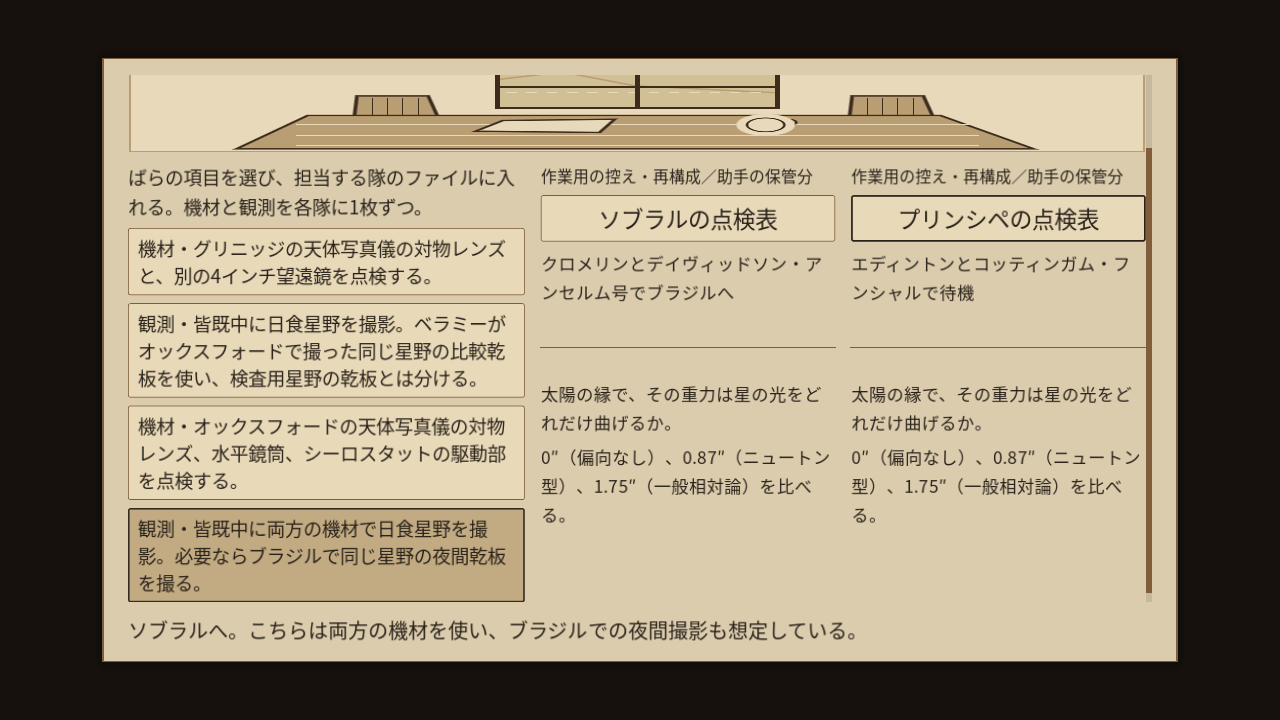 ばらの項目を選び、担当する隊のファイルに入
れる。機材と観測を各隊に1枚ずつ。
機材・グリニッジの天体写真儀の対物レンズ
と、別の4インチ望遠鏡を点検する。
観測・皆既中に日食星野を撮影。ベラミーが
オックスフォードで撮った同じ星野の比較乾
板を使い、検査用星野の乾板とは分ける。
機材・オックスフォードの天体写真儀の対物
レンズ、水平鏡筒、シーロスタットの駆動部
を点検する。
観測・皆既中に両方の機材で日食星野を撮
影。必要ならブラジルで同じ星野の夜間乾板
を撮る。
作業用の控え・再構成／助手の保管分
ソブラルの点検表
クロメリンとデイヴィッドソン・ア
ンセルム号でブラジルへ
太陽の縁で、その重力は星の光をど
れだけ曲げるか。
0″（偏向なし）、0.87″（ニュートン
型）、1.75″（一般相対論）を比べ
る。
作業用の控え・再構成／助手の保管分
プリンシペの点検表
エディントンとコッティンガム・フ
ンシャルで待機
太陽の縁で、その重力は星の光をど
れだけ曲げるか。
0″（偏向なし）、0.87″（ニュートン
型）、1.75″（一般相対論）を比べ
る。
ソブラルへ。こちらは両方の機材を使い、ブラジルでの夜間撮影も想定している。